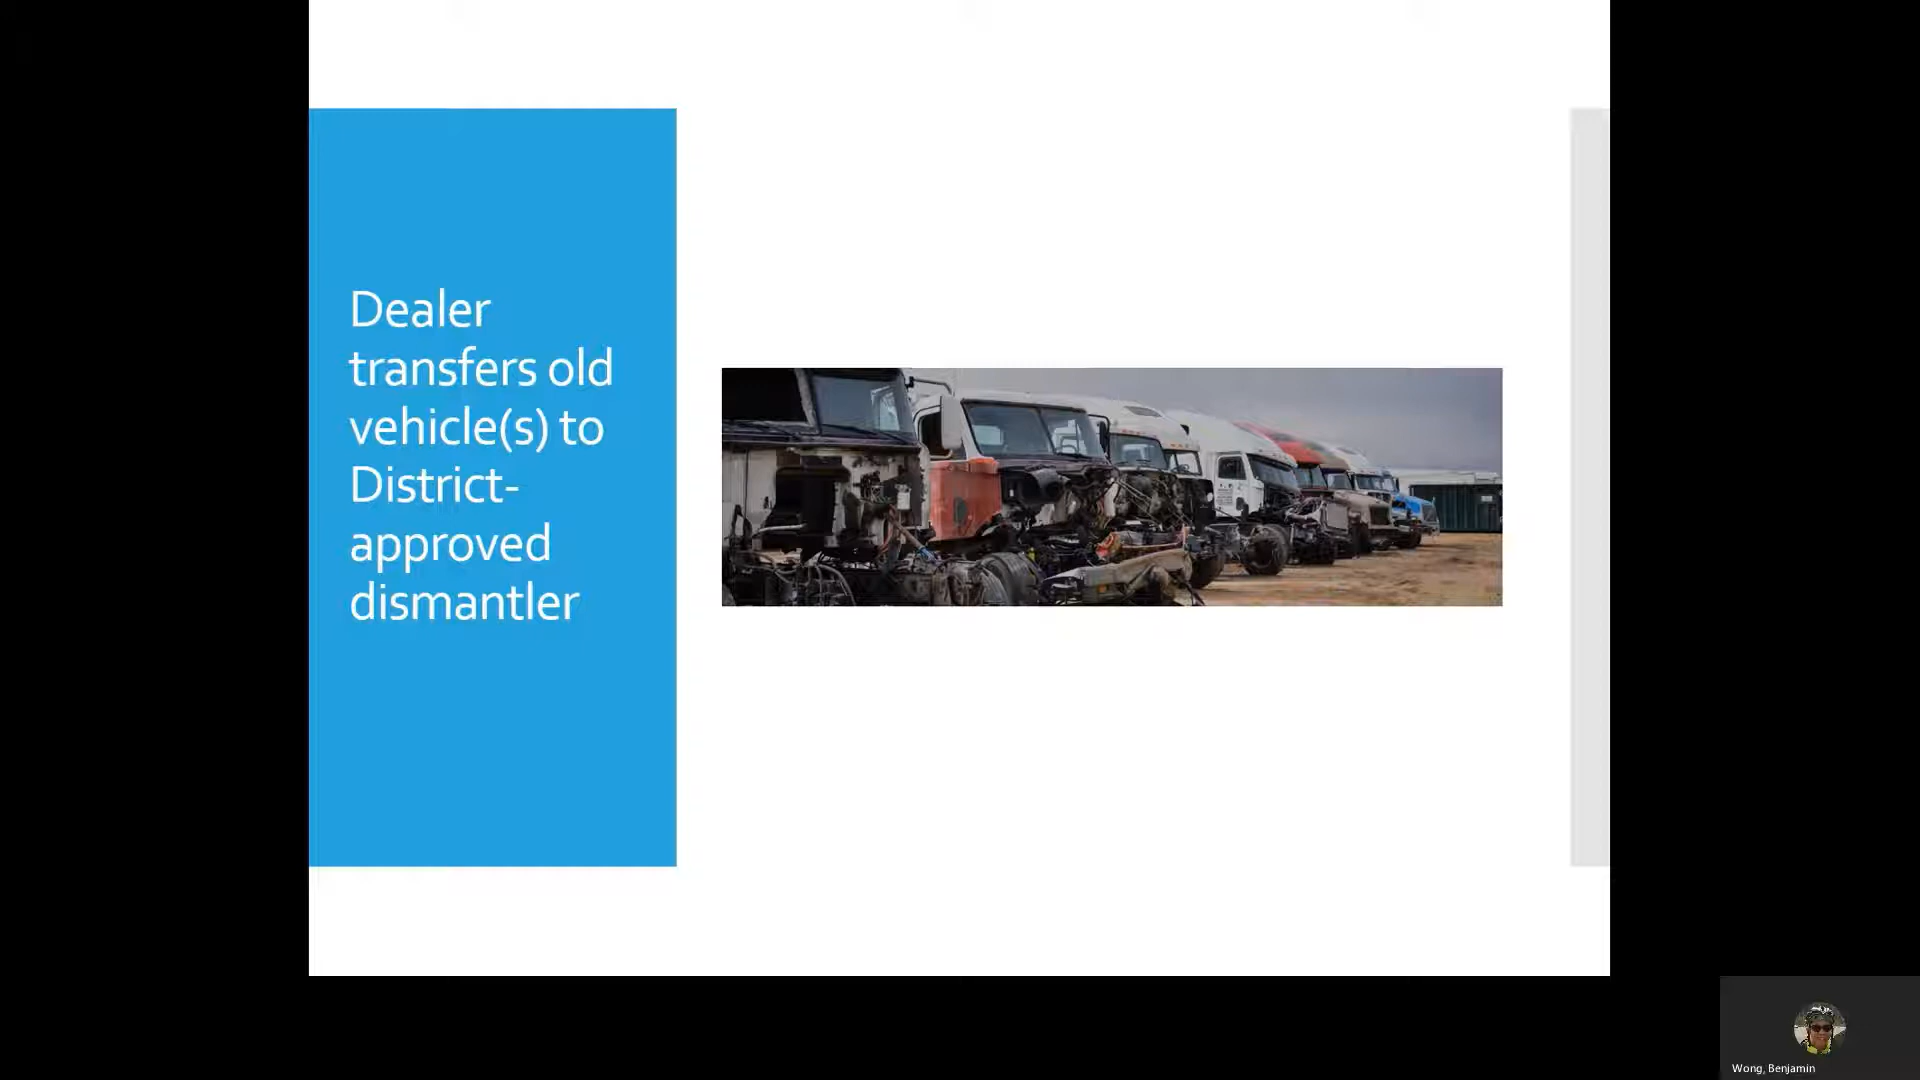 Dealer
transfers old
vehicle(s) to
District-
approved
dismantler
Wong, Benjamin